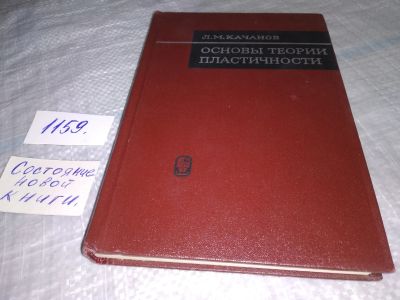 Л.М.КАЧАНОВ
ОСНОВЫ ТЕОРИИ
ПЛАСТИЧНОСТИ
1159.
Состояние
новой
книги.